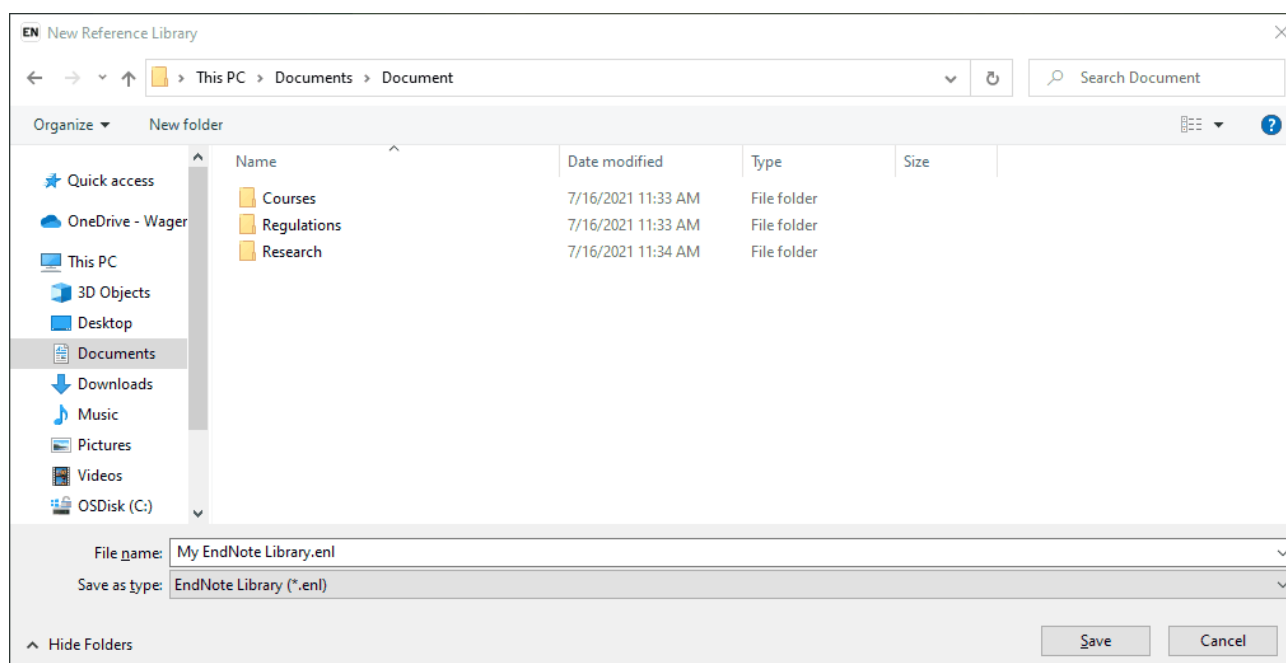 EN New Reference Library
This PC > Documents > Document
Search Document
Organize
New folder
?
Name
Date modified
Type
Size
Quick access
OneDrive - Wager
This PC
3D Objects
Desktop
Documents
Downloads
Music
Pictures
Videos
OSDisk (C:)
Courses 7/16/2021 11:33 AM File folder
Regulations 7/16/2021 11:33 AM File folder
Research 7/16/2021 11:34 AM File folder
File name: My EndNote Library.enl
Save as type: EndNote Library (*.enl)
Hide Folders
Save
Cancel